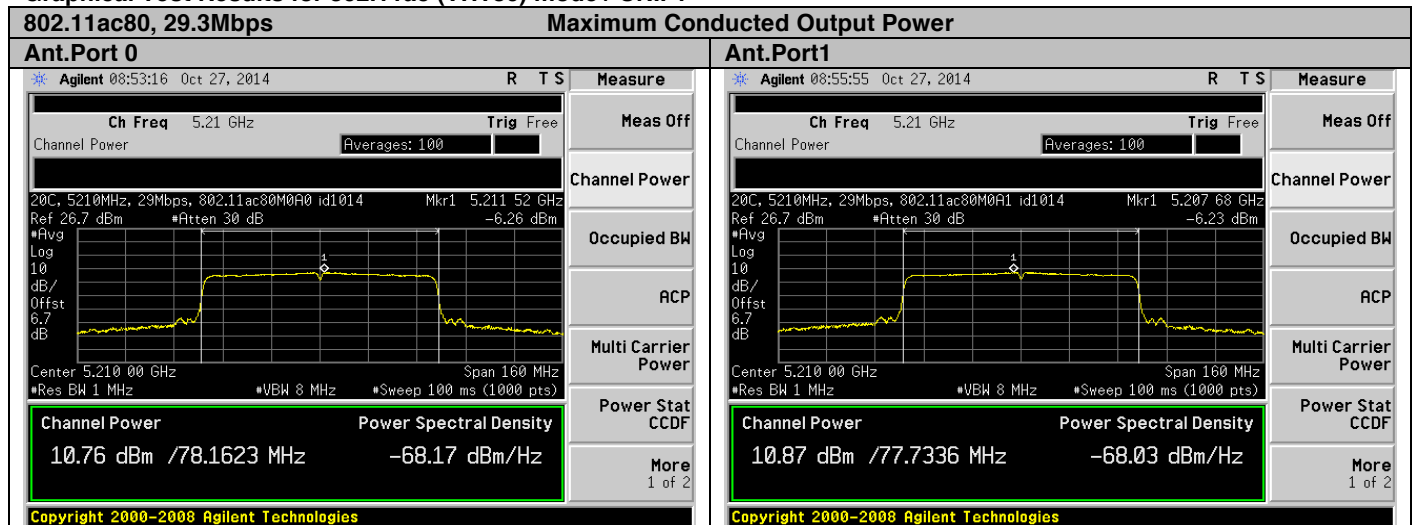 802.11ac80, 29.3Mbps Maximum Conducted Output Power
Ant.Port 0
Agilent 08:53:16 Oct 27, 2014 R T S
Ch Freq 5.21 GHz Trig Free
Channel Power Averages: 100
20C, 5210MHz, 29Mbps, 802.11ac80M0A0 id1014 Mkr1 5.211 52 GHz
Ref 26.7 dBm #Atten 30 dB -6.26 dBm
#Avg
Log
10
dB/
Offst
6.7
dB
1
Center 5.210 00 GHz Span 160 MHz
#Res BW 1 MHz #VBW 8 MHz #Sweep 100 ms (1000 pts)
Channel Power Power Spectral Density
10.76 dBm /78.1623 MHz -68.17 dBm/Hz
Copyright 2000-2008 Agilent Technologies
Measure
Meas Off
Channel Power
Occupied BW
ACP
Multi Carrier
Power
Power Stat
CCDF
More
1 of 2
Ant.Port1
Agilent 08:55:55 Oct 27, 2014 R T S
Ch Freq 5.21 GHz Trig Free
Channel Power Averages: 100
20C, 5210MHz, 29Mbps, 802.11ac80M0A1 id1014 Mkr1 5.207 68 GHz
Ref 26.7 dBm #Atten 30 dB -6.23 dBm
#Avg
Log
10
dB/
Offst
6.7
dB
1
Center 5.210 00 GHz Span 160 MHz
#Res BW 1 MHz #VBW 8 MHz #Sweep 100 ms (1000 pts)
Channel Power Power Spectral Density
10.87 dBm /77.7336 MHz -68.03 dBm/Hz
Copyright 2000-2008 Agilent Technologies
Measure
Meas Off
Channel Power
Occupied BW
ACP
Multi Carrier
Power
Power Stat
CCDF
More
1 of 2